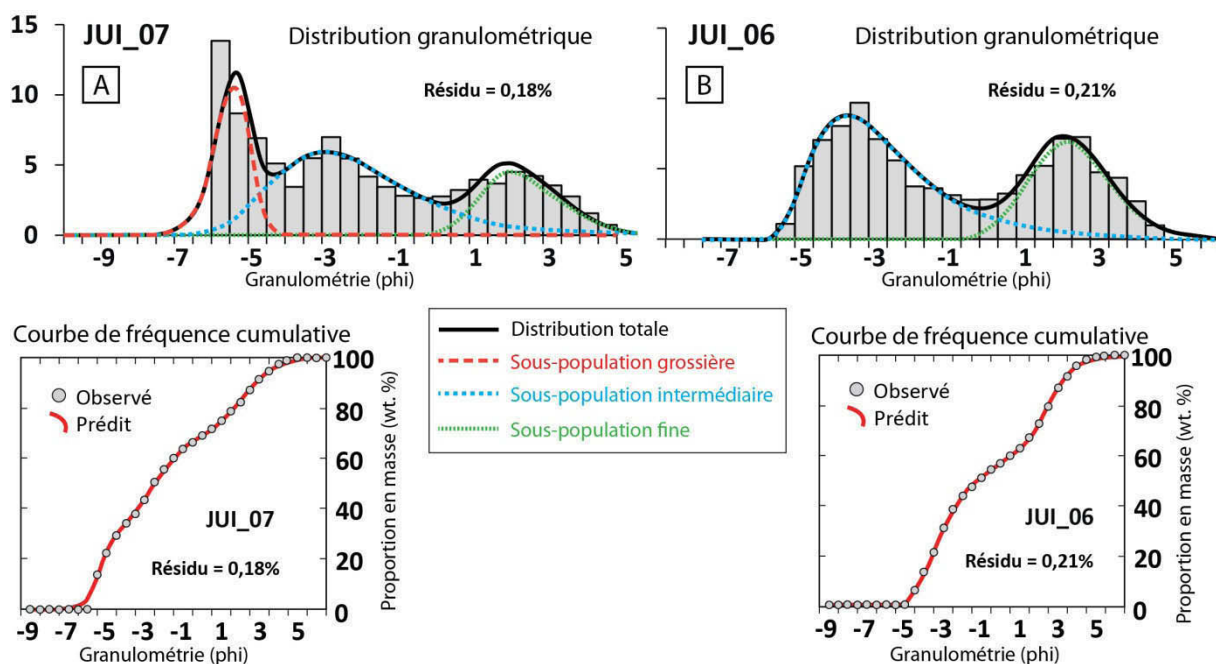 JUI_07
Distribution granulométrique
A
Résidu = 0,18%
15
10
5
0
-7
-5
-3
-1
1
3
5
Granulométrie (phi)
JUI_06
Distribution granulométrique
B
Résidu = 0,21%
-7
-5
-3
-1
1
3
5
Granulométrie (phi)
Courbe de fréquence cumulative
Observé
Prédit
JUI_07
Résidu = 0,18%
100
80
60
40
20
0
Proportion en masse (wt. %)
-9
-7
-5
-3
-1
1
3
5
Granulométrie (phi)
Distribution totale
Sous-population grossière
Sous-population intermédiaire
Sous-population fine
Courbe de fréquence cumulative
Observé
Prédit
JUI_06
Résidu = 0,21%
100
80
60
40
20
0
Proportion en masse (wt. %)
-9
-7
-5
-3
-1
1
3
5
Granulométrie (phi)